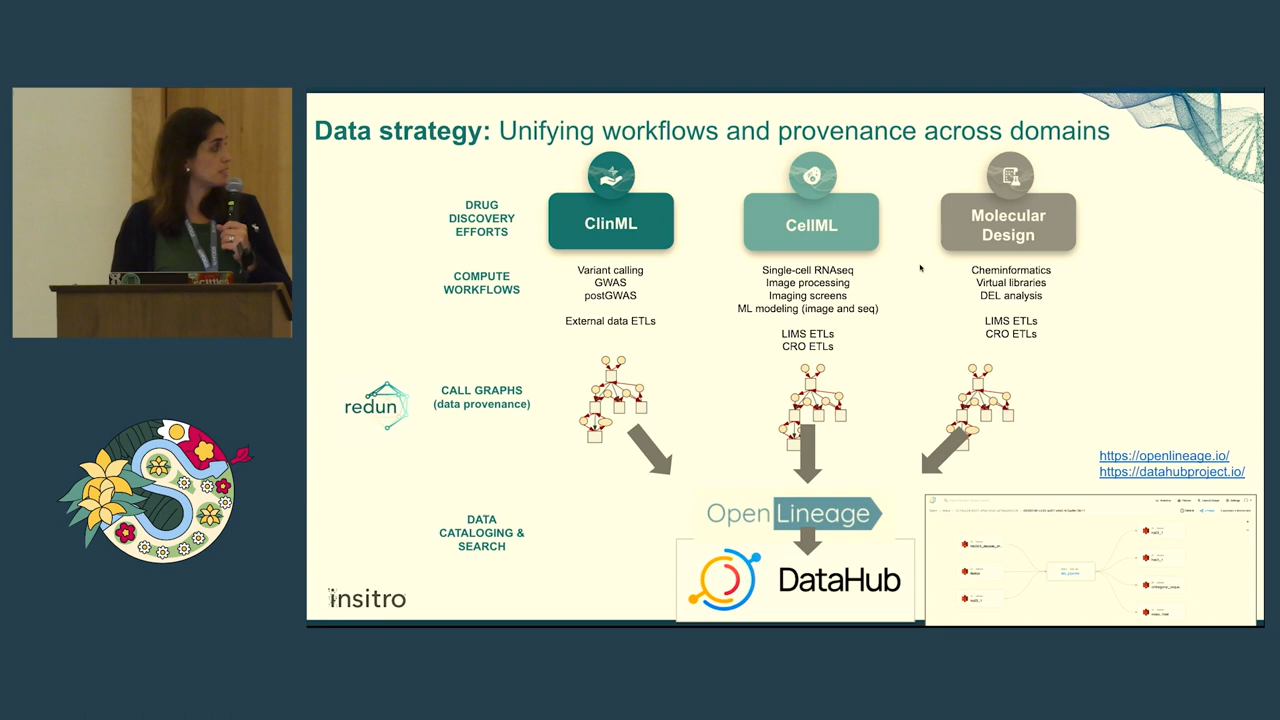 Data strategy: Unifying workflows and provenance across domains
DRUG
DISCOVERY
EFFORTS
ClinML
CellML
Molecular
Design
COMPUTE
WORKFLOWS
Variant calling
GWAS
postGWAS
External data ETLs
Single-cell RNAseq
Image processing
Imaging screens
ML modeling (image and seq)
LIMS ETLs
CRO ETLs
Cheminformatics
Virtual libraries
DEL analysis
LIMS ETLs
CRO ETLs
redun
CALL GRAPHS
(data provenance)
https://openlineage.io/
https://datahubproject.io/
DATA
CATALOGING &
SEARCH
OpenLineage
DataHub
insitro